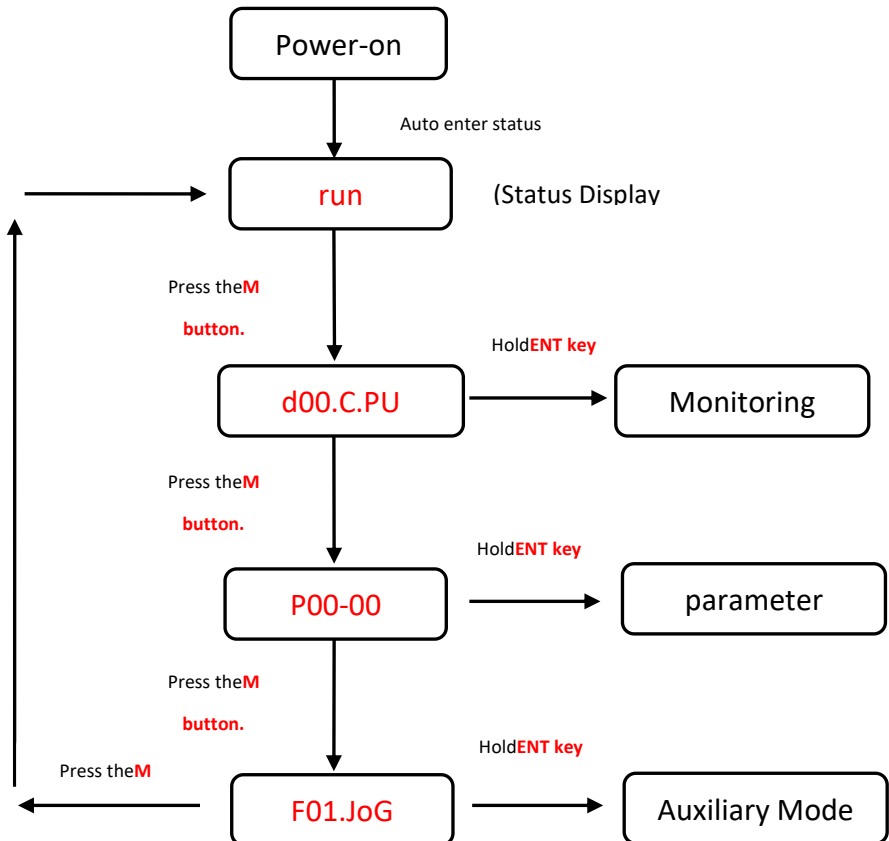 Power-on
Auto enter status
run
(Status Display
Press theM
button.
HoldENT key
d00.C.PU
Monitoring
Press theM
button.
HoldENT key
P00-00
parameter
Press theM
button.
HoldENT key
Press theM
F01.JoG
Auxiliary Mode